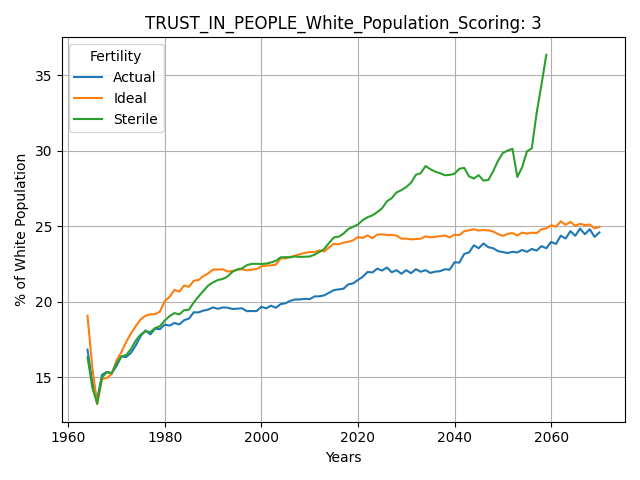 TRUST_IN_PEOPLE_White_Population_Scoring: 3
Fertility
Actual
Ideal
Sterile
% of White Population
35
30
25
20
15
1960
1980
2000
2020
2040
2060
Years